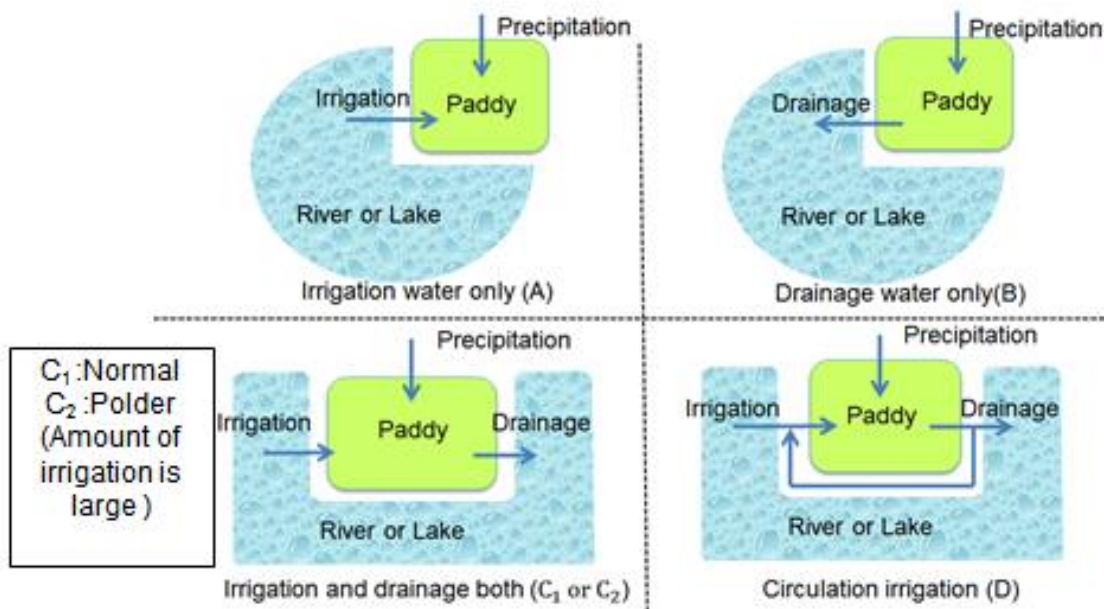 Precipitation
Irrigation
Paddy
River or Lake
Irrigation water only (A)
Precipitation
Drainage
Paddy
River or Lake
Drainage water only(B)
C₁:Normal
C₂ :Polder
(Amount of
irrigation is
large )
Precipitation
Irrigation
Paddy
Drainage
River or Lake
Irrigation and drainage both (C₁ or C₂)
Precipitation
Irrigation
Paddy
Drainage
River or Lake
Circulation irrigation (D)